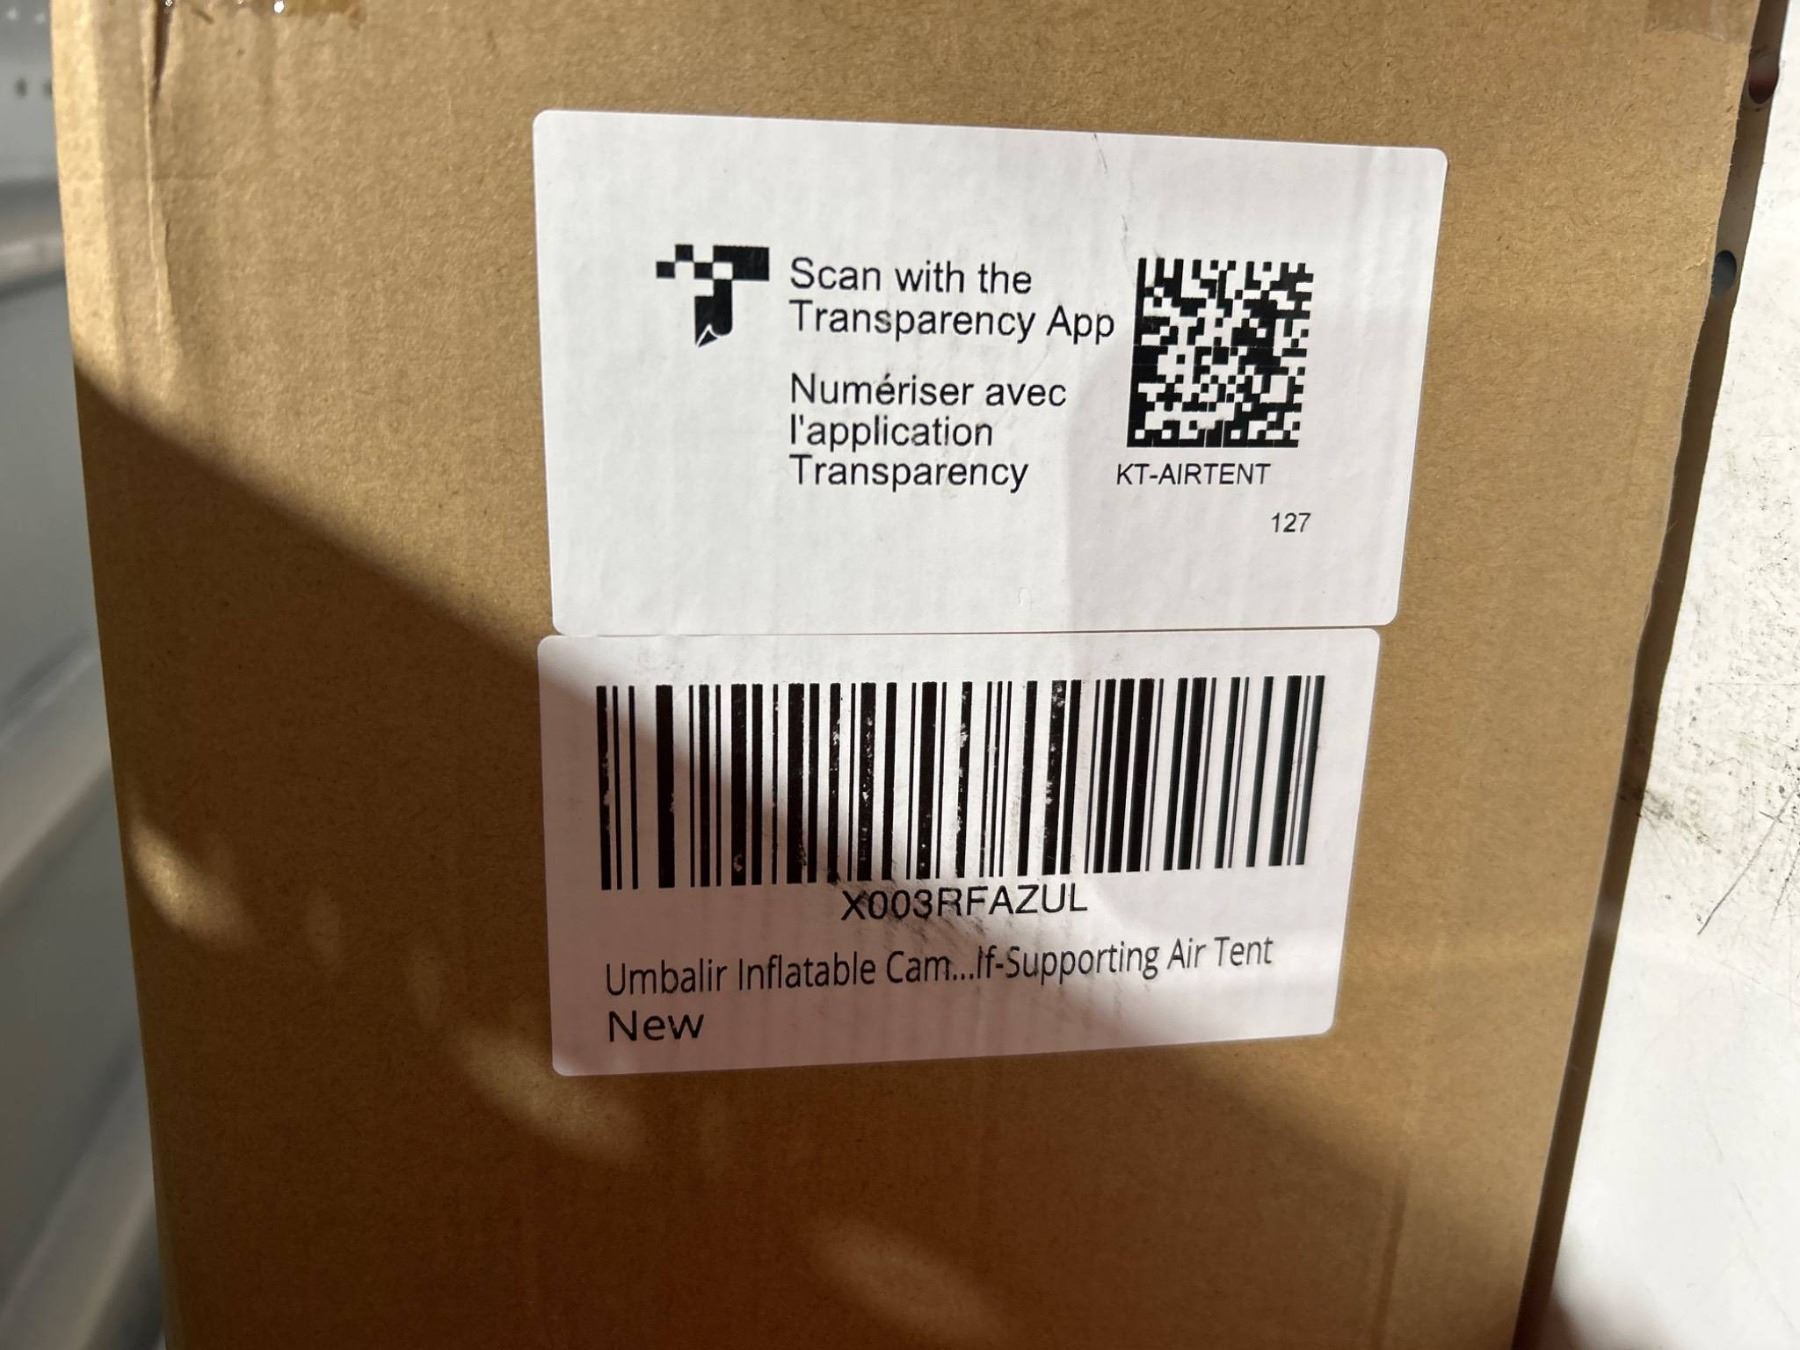 Scan with the
Transparency App
Numériser avec
l'application
Transparency
KT-AIRTENT
127
X003RFAZUL
Umbalir Inflatable Cam...lf-Supporting Air Tent
New